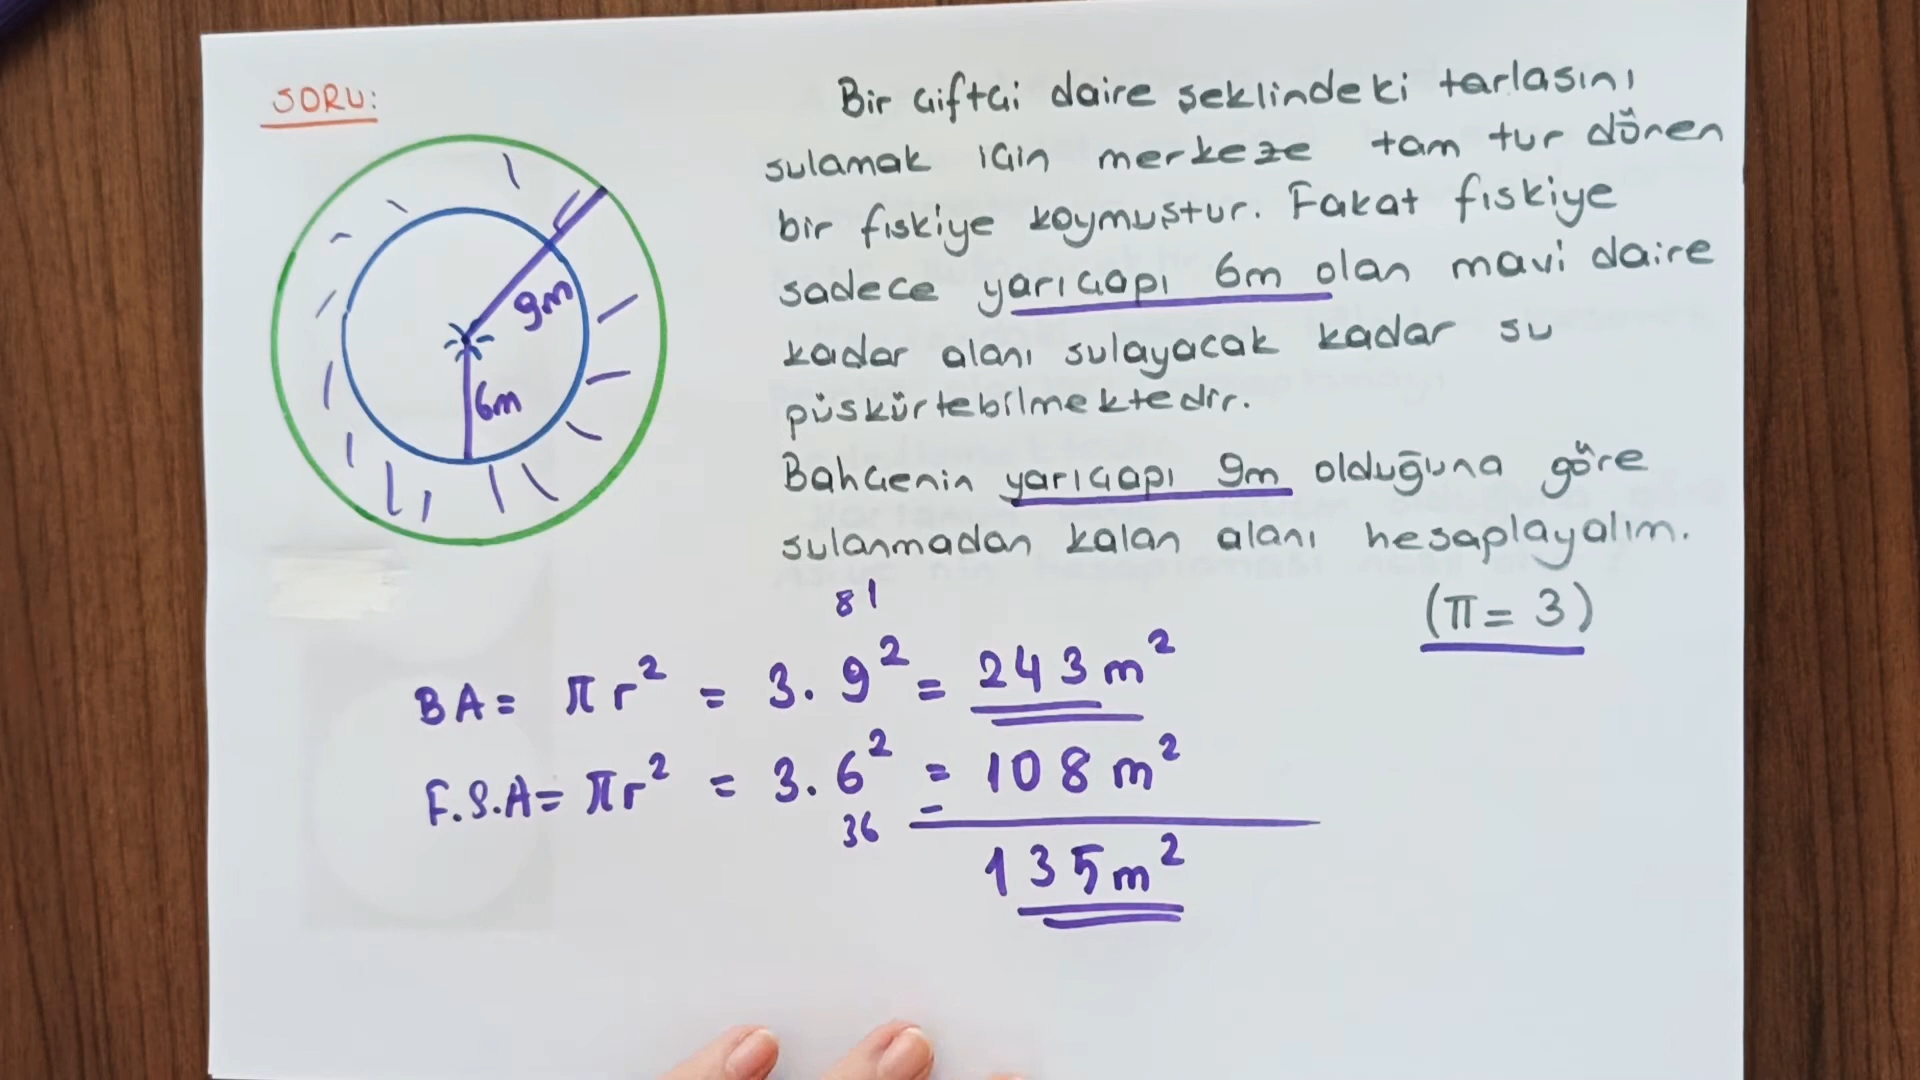 SORU:
Bir çiftçi daire şeklindeki tarlasını
sulamak için merkeze tam tur dönen
bir fıskiye koymuştur. Fakat fıskiye
sadece yarıçapı 6m olan mavi daire
kadar alanı sulayacak kadar su
püskürtebilmektedir.
Bahçenin yarıçapı 9m olduğuna göre
sulanmadan kalan alanı hesaplayalım.
(π = 3)
9m
6m
81
BA = πr² = 3.9² = 243 m²
F.S.A = πr² = 3.6² = 108 m²
36
-
135 m²